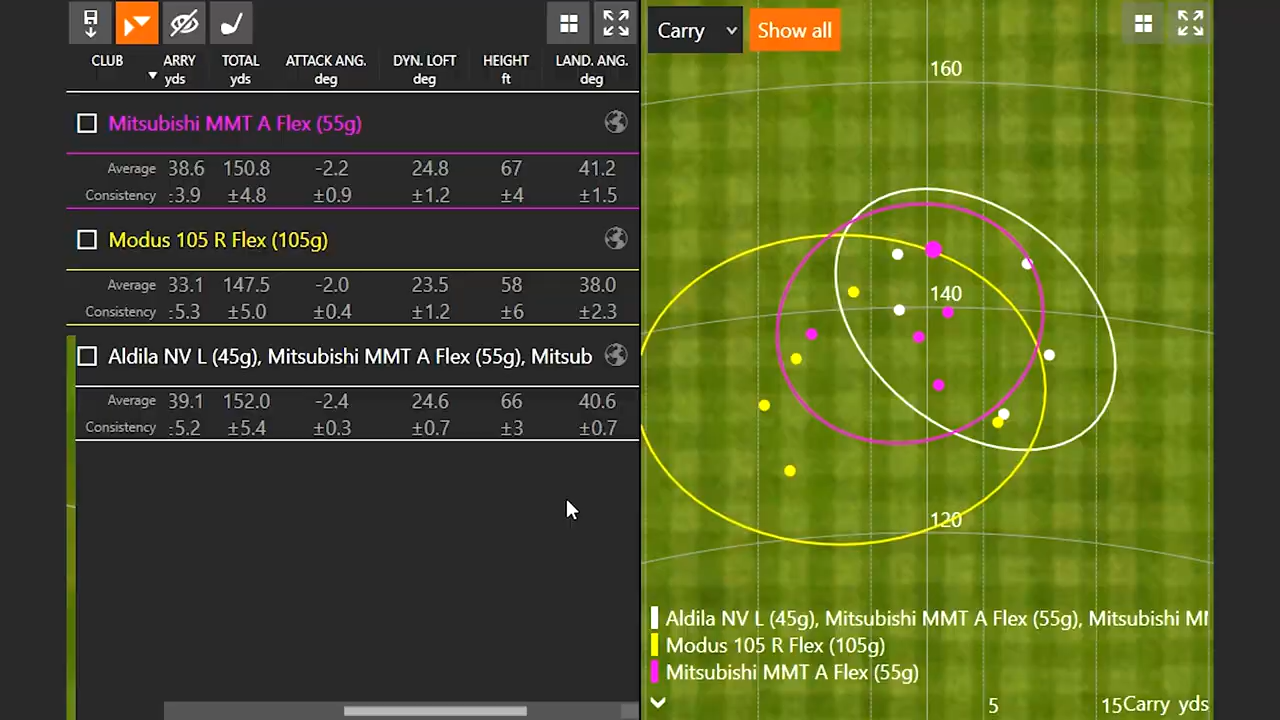 CLUB ARRY TOTAL ATTACK ANG. DYN. LOFT HEIGHT LAND. ANG.
yds yds deg deg ft deg
Mitsubishi MMT A Flex (55g)
Average 38.6 150.8 -2.2 24.8 67 41.2
Consistency ±3.9 ±4.8 ±0.9 ±1.2 ±4 ±1.5
Modus 105 R Flex (105g)
Average 33.1 147.5 -2.0 23.5 58 38.0
Consistency ±5.3 ±5.0 ±0.4 ±1.2 ±6 ±2.3
Aldila NV L (45g), Mitsubishi MMT A Flex (55g), Mitsub
Average 39.1 152.0 -2.4 24.6 66 40.6
Consistency ±5.2 ±5.4 ±0.3 ±0.7 ±3 ±0.7
Carry Show all
160
140
120
Aldila NV L (45g), Mitsubishi MMT A Flex (55g), Mitsubishi MM
Modus 105 R Flex (105g)
Mitsubishi MMT A Flex (55g)
5 15 Carry yds